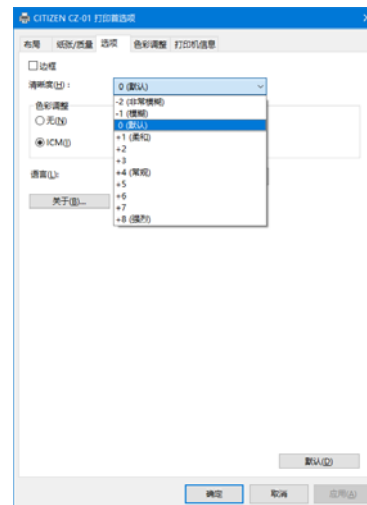 CITIZEN CZ-01 打印首选项
布局 纸张/质量 选项 色彩调整 打印机信息
边框
清晰度(H)： 0 (默认)
-2 (非常模糊)
-1 (模糊)
0 (默认)
色彩调整
无(N)
+1 (柔和)
ICM(I)
+2
+3
语言(L):
+4 (常规)
+5
关于(B)...
+6
+7
+8 (强烈)
默认(D)
确定 取消 应用(A)